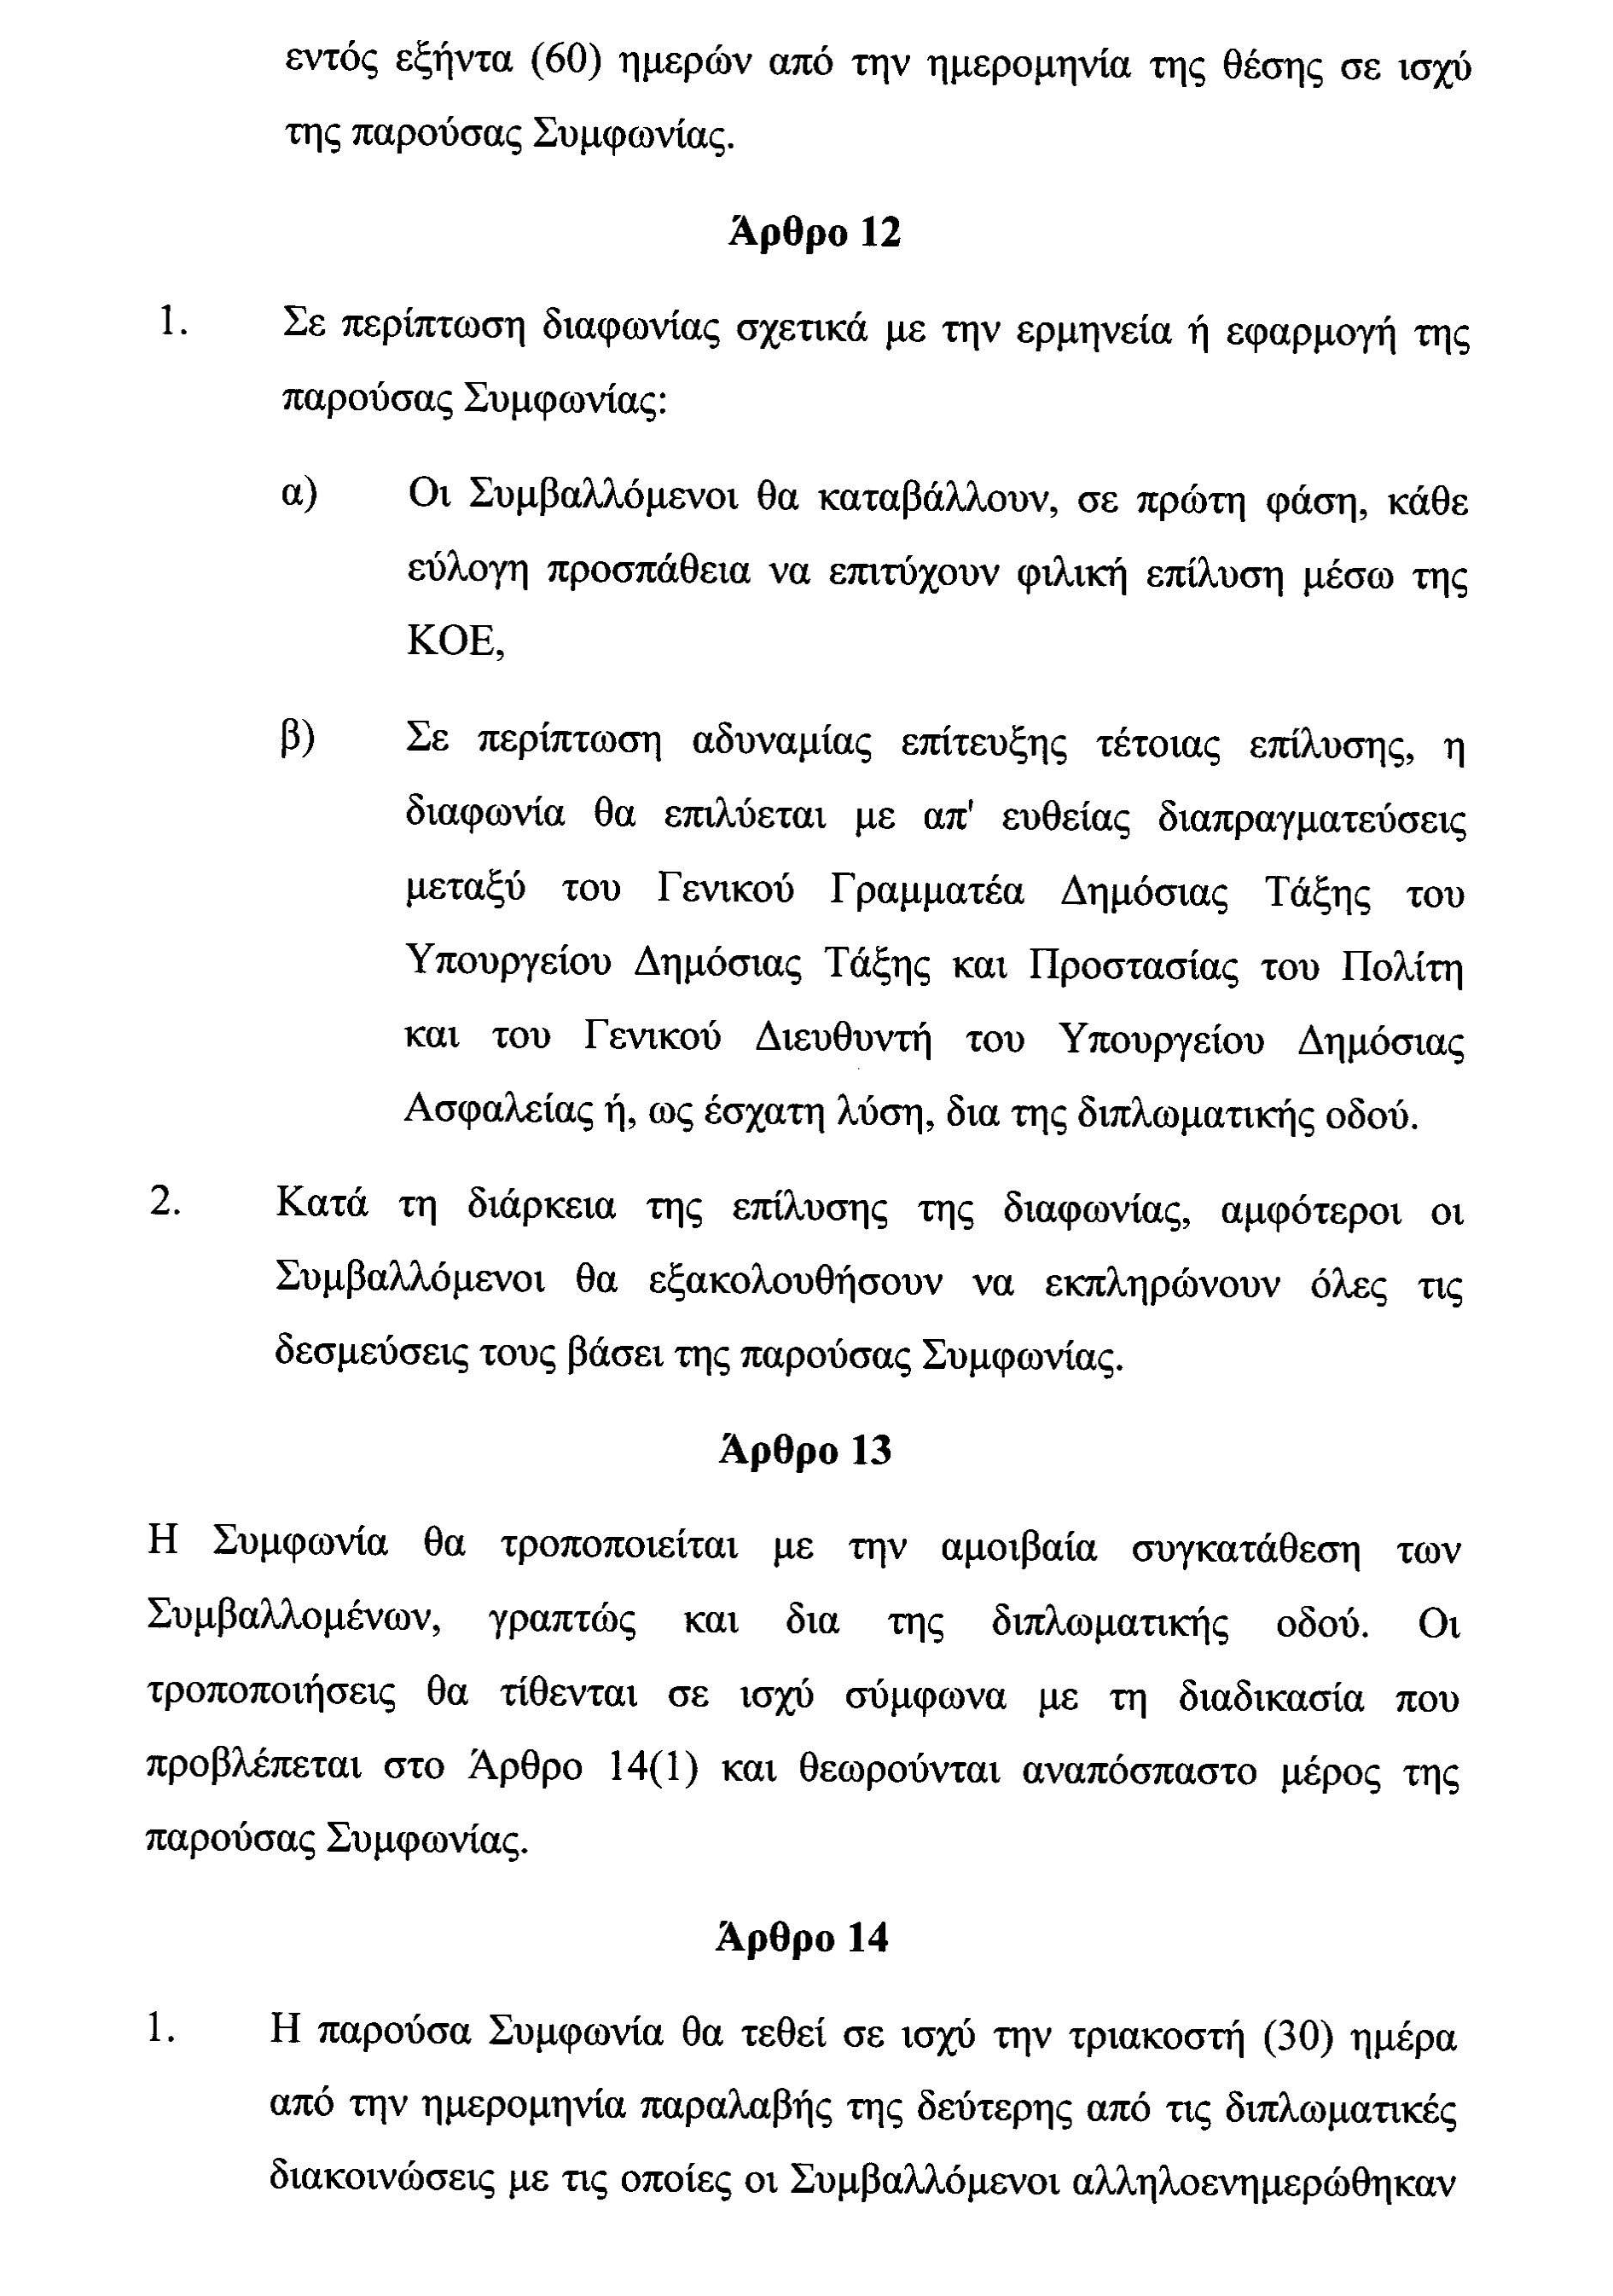 εντός εξήντα (60) ημερών από την ημερομηνία της θέσης σε ισχύ
της παρούσας Συμφωνίας.
Άρθρο 12
1. Σε περίπτωση διαφωνίας σχετικά με την ερμηνεία ή εφαρμογή της
παρούσας Συμφωνίας:
α) Οι Συμβαλλόμενοι θα καταβάλλουν, σε πρώτη φάση, κάθε
εύλογη προσπάθεια να επιτύχουν φιλική επίλυση μέσω της
ΚΟΕ,
β) Σε περίπτωση αδυναμίας επίτευξης τέτοιας επίλυσης, η
διαφωνία θα επιλύεται με απ' ευθείας διαπραγματεύσεις
μεταξύ του Γενικού Γραμματέα Δημόσιας Τάξης του
Υπουργείου Δημόσιας Τάξης και Προστασίας του Πολίτη
και του Γενικού Διευθυντή του Υπουργείου Δημόσιας
Ασφαλείας ή, ως έσχατη λύση, δια της διπλωματικής οδού.
2. Κατά τη διάρκεια της επίλυσης της διαφωνίας, αμφότεροι οι
Συμβαλλόμενοι θα εξακολουθήσουν να εκπληρώνουν όλες τις
δεσμεύσεις τους βάσει της παρούσας Συμφωνίας.
Άρθρο 13
Η Συμφωνία θα τροποποιείται με την αμοιβαία συγκατάθεση των
Συμβαλλομένων, γραπτώς και δια της διπλωματικής οδού. Οι
τροποποιήσεις θα τίθενται σε ισχύ σύμφωνα με τη διαδικασία που
προβλέπεται στο Άρθρο 14(1) και θεωρούνται αναπόσπαστο μέρος της
παρούσας Συμφωνίας.
Άρθρο 14
1. Η παρούσα Συμφωνία θα τεθεί σε ισχύ την τριακοστή (30) ημέρα
από την ημερομηνία παραλαβής της δεύτερης από τις διπλωματικές
διακοινώσεις με τις οποίες οι Συμβαλλόμενοι αλληλοενημερώθηκαν